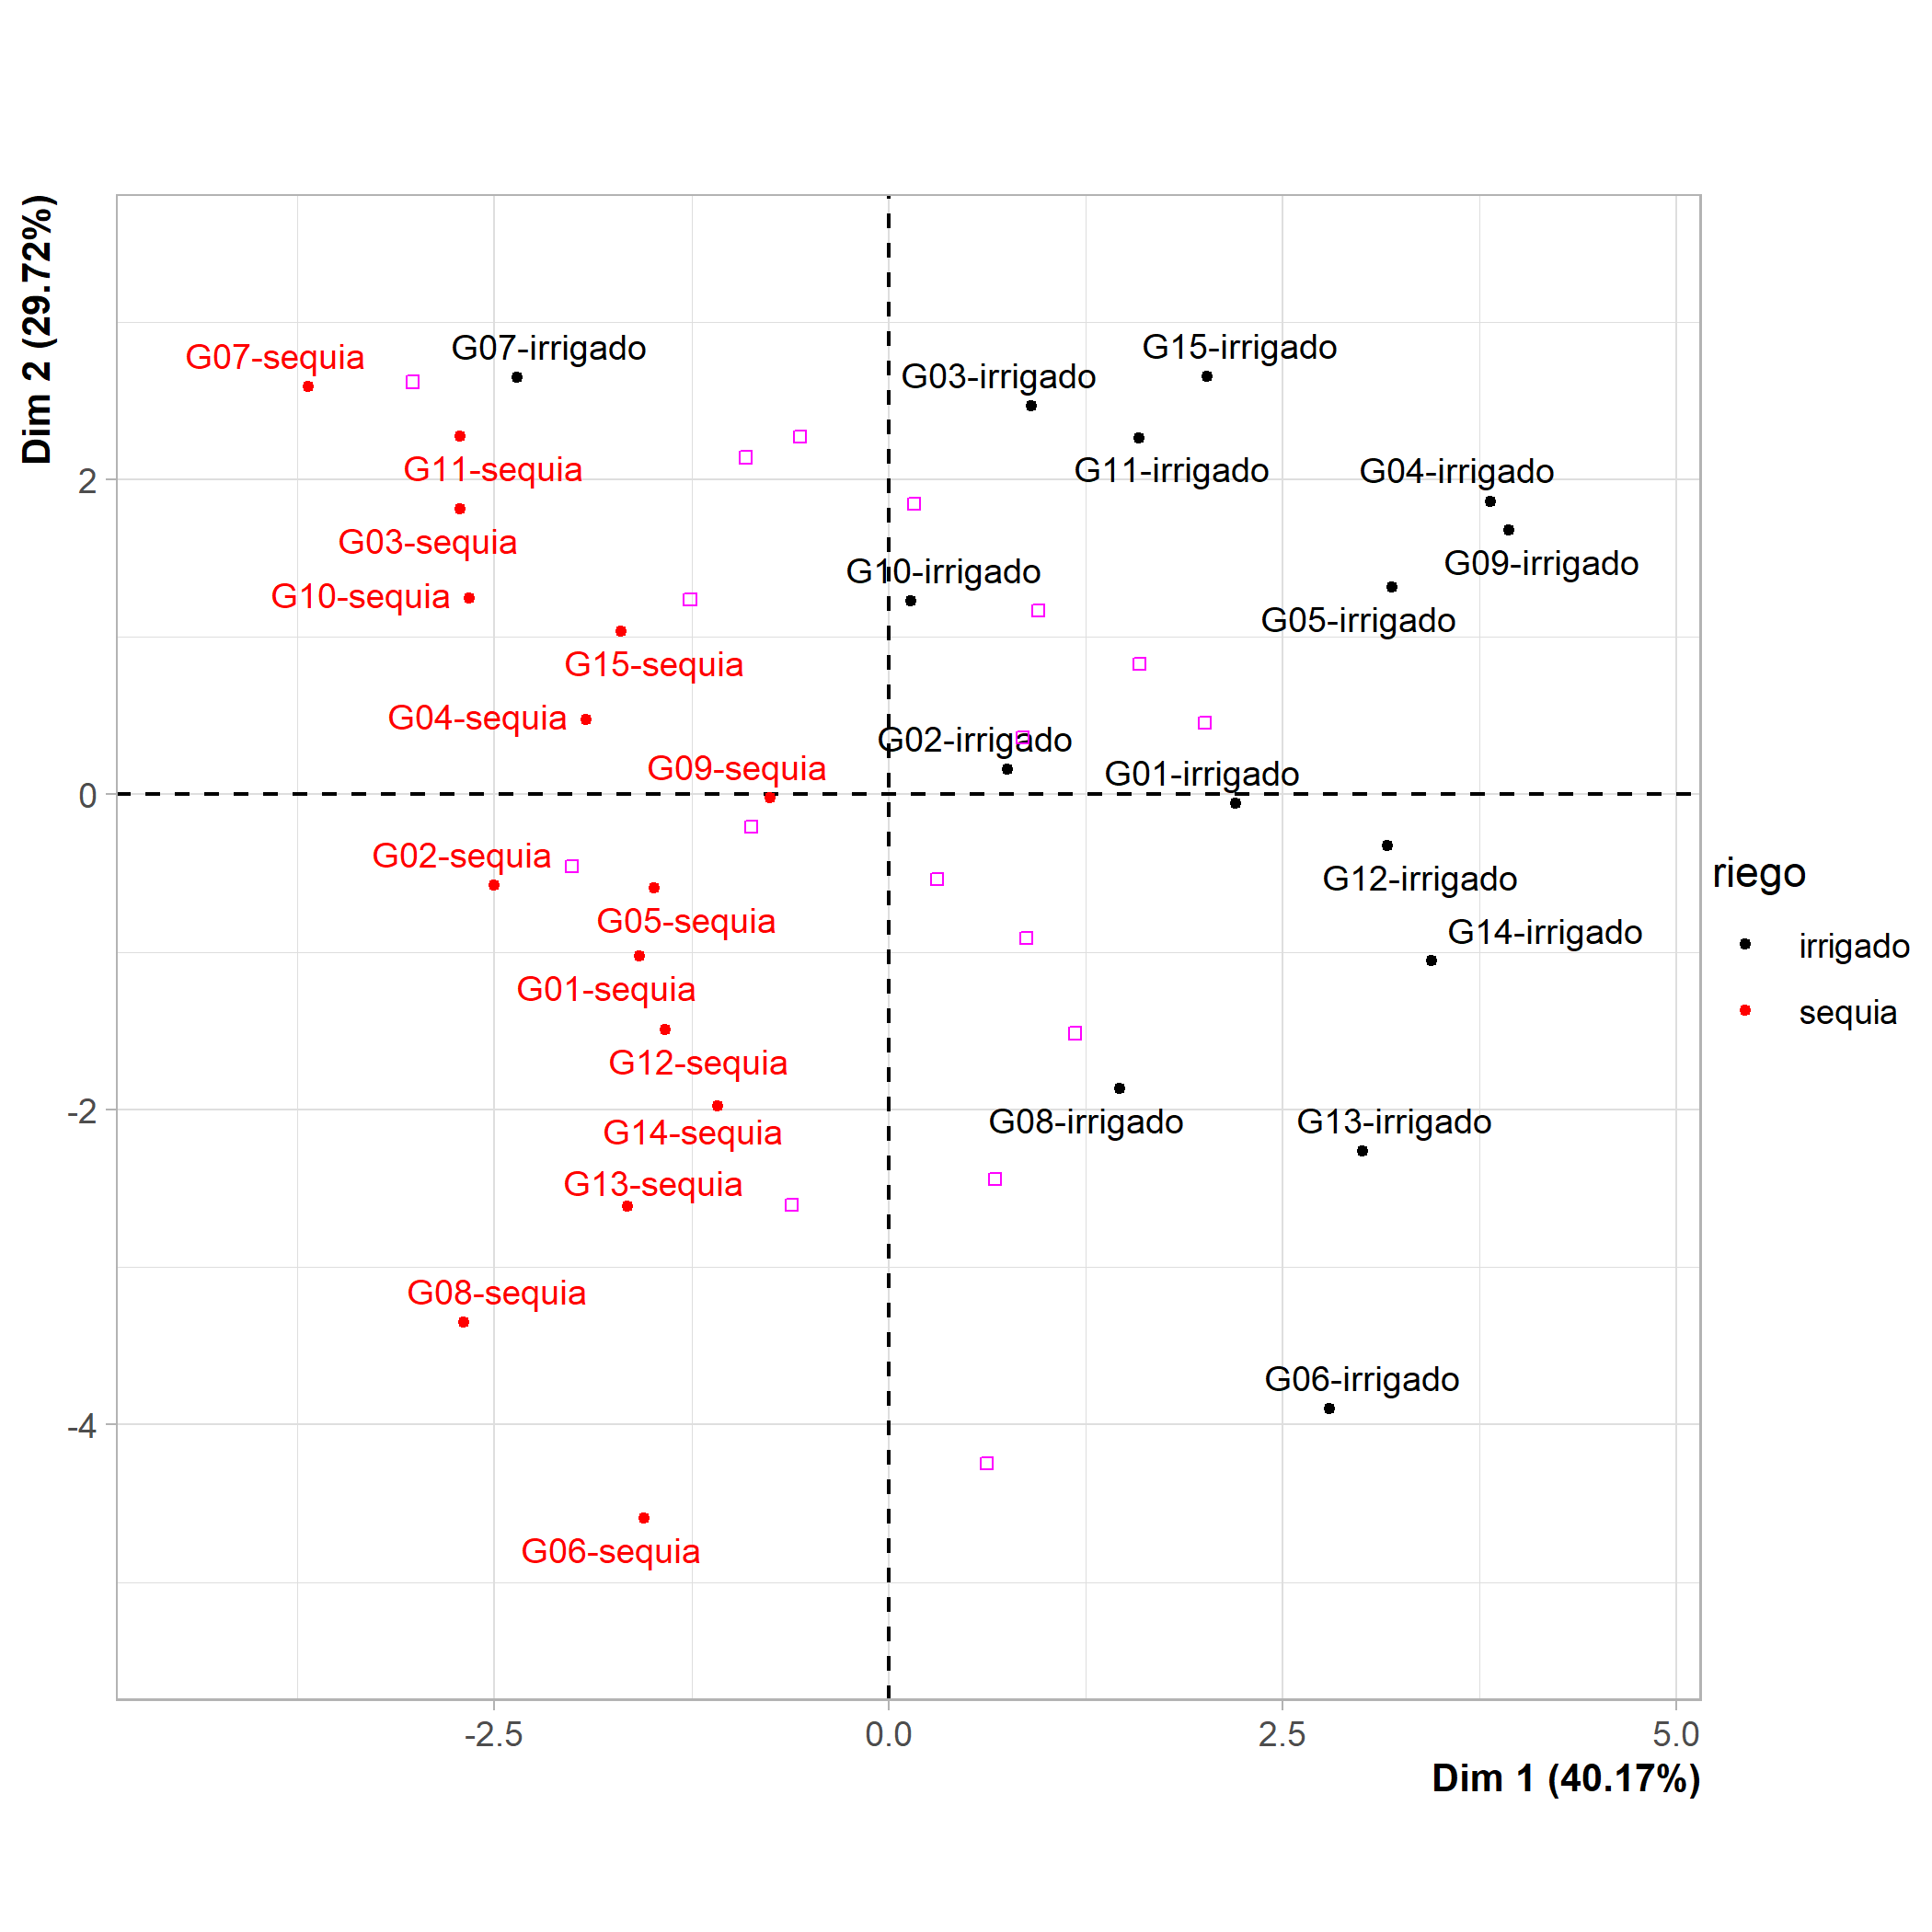 Dim 2 (29.72%)
G07-sequia
G07-irrigado
G15-irrigado
G03-irrigado
G11-sequia
G11-irrigado
G04-irrigado
2
G03-sequia
G10-irrigado
G09-irrigado
G10-sequia
G05-irrigado
G15-sequia
G04-sequia
G02-irrigado
G09-sequia
G01-irrigado
0
G02-sequia
riego
G12-irrigado
G05-sequia
G14-irrigado
irrigado
G01-sequia
sequia
G12-sequia
-2
G08-irrigado
G13-irrigado
G14-sequia
G13-sequia
G08-sequia
G06-irrigado
-4
G06-sequia
-2.5
0.0
2.5
5.0
Dim 1 (40.17%)